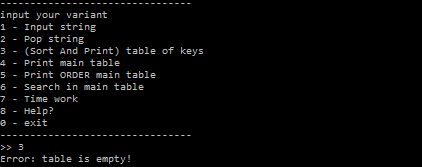 --------------------------------
input your variant
1 - Input string
2 - Pop string
3 - (Sort And Print) table of keys
4 - Print main table
5 - Print ORDER main table
6 - Search in main table
7 - Time work
8 - Help?
0 - exit
--------------------------------
>> 3
Error: table is empty!